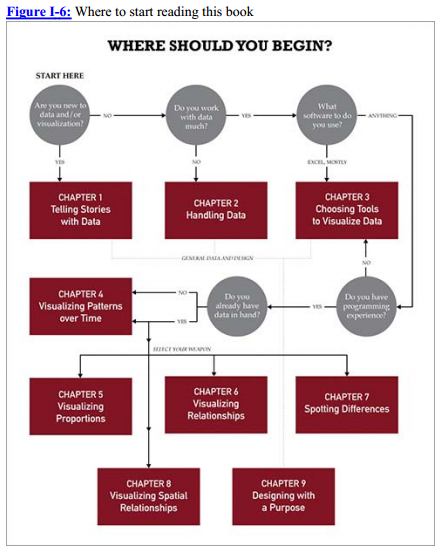 Figure I-6: Where to start reading this book
WHERE SHOULD YOU BEGIN?
START HERE
Are you new to
data and/or
visualization?
NO
Do you work
with data
much?
YES
What
software to do
you use?
ANYTHING
YES
NO
EXCEL, MOSTLY
CHAPTER 1
Telling Stories
with Data
CHAPTER 2
Handling Data
CHAPTER 3
Choosing Tools
to Visualize Data
GENERAL DATA AND DESIGN
NO
CHAPTER 4
Visualizing Patterns
over Time
NO
YES
Do you
already have
data in hand?
YES
Do you have
programming
experience?
SELECT YOUR WEAPON
CHAPTER 5
Visualizing
Proportions
CHAPTER 6
Visualizing
Relationships
CHAPTER 7
Spotting Differences
CHAPTER 8
Visualizing Spatial
Relationships
CHAPTER 9
Designing with
a Purpose